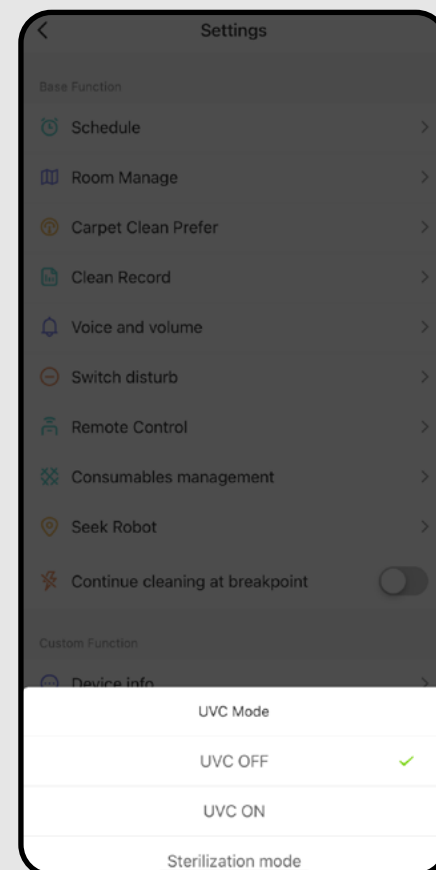 Settings
Base Function
Schedule
Room Manage
Carpet Clean Prefer
Clean Record
Voice and volume
Switch disturb
Remote Control
Consumables management
Seek Robot
Continue cleaning at breakpoint
Custom Function
Device info
UVC Mode
UVC OFF
UVC ON
Sterilization mode